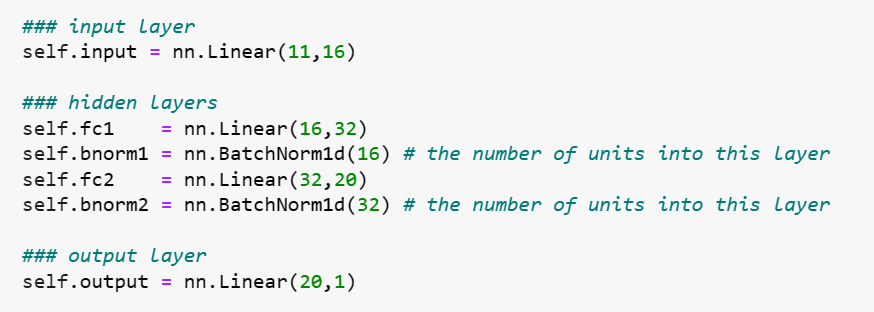 ### input layer
self.input = nn.Linear(11,16)
### hidden layers
self.fc1    = nn.Linear(16,32)
self.bnorm1 = nn.BatchNorm1d(16) # the number of units into this layer
self.fc2    = nn.Linear(32,20)
self.bnorm2 = nn.BatchNorm1d(32) # the number of units into this layer
### output layer
self.output = nn.Linear(20,1)